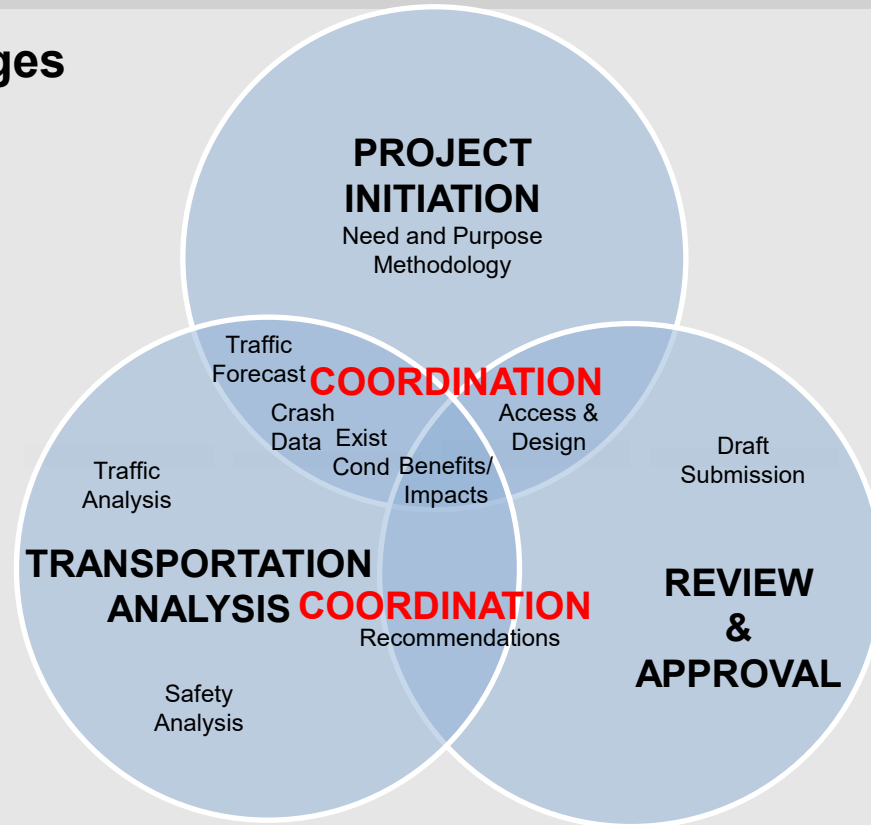 ges
PROJECT
INITIATION
Need and Purpose
Methodology
Traffic
Forecast
COORDINATION
Crash
Data
Exist
Cond
Benefits/
Impacts
Access &
Design
Draft
Submission
Traffic
Analysis
TRANSPORTATION
ANALYSIS
COORDINATION
Recommendations
REVIEW
&
APPROVAL
Safety
Analysis